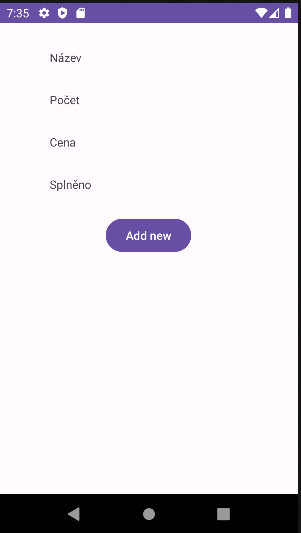 7:35
Název
Počet
Cena
Splněno
Add new